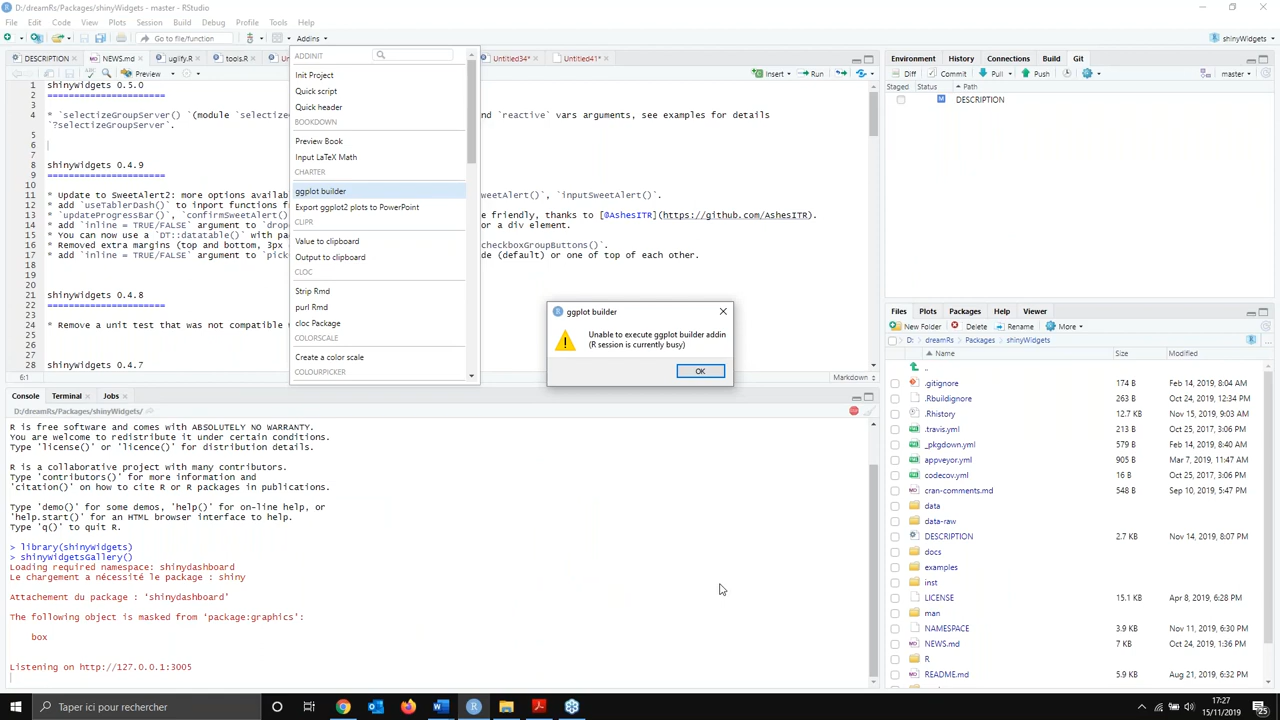 D:/dreamRs/Packages/shinyWidgets - master - RStudio
File Edit Code View Plots Session Build Debug Profile Tools Help
Go to file/function
Addins
shinyWidgets
DESCRIPTION
NEWS.md
uglify.R
tools.R
Untitled34*
Untitled41*
Preview
Insert
Run
1 shinyWidgets 0.5.0
2 ======================
3
4 * `selectizeGroupServer() `(module `selectiz
nd `reactive` vars arguments, see examples for details
`?selectizeGroupServer`.
5
6
7
8 shinyWidgets 0.4.9
9 ======================
10
11 * Update to SweetAlert2: more options availab
weetAlert()`, `inputSweetAlert()`.
12 * add `useTablerDash()` to inport functions f
13 * `updateProgressBar()`, `confirmSweetAlert()
e friendly, thanks to [@AshesITR](https://github.com/AshesITR).
14 * add `inline = TRUE/FALSE` argument to `drop
or a div element.
15 * You can now use a `DT::datatable()` with pa
16 * Removed extra margins (top and bottom, 3px
checkboxGroupButtons()`.
17 * add `inline = TRUE/FALSE` argument to `pick
de (default) or one of top of each other.
21 shinyWidgets 0.4.8
22 ======================
24 * Remove a unit test that was not compatible
28 shinyWidgets 0.4.7
6:1
Markdown
ADDINIT
Init Project
Quick script
Quick header
BOOKDOWN
Preview Book
Input LaTeX Math
CHARTER
ggplot builder
Export ggplot2 plots to PowerPoint
CLIPR
Value to clipboard
Output to clipboard
CLOC
Strip Rmd
purl Rmd
cloc Package
COLORSCALE
Create a color scale
COLOURPICKER
ggplot builder
Unable to execute ggplot builder addin
(R session is currently busy)
OK
Console Terminal Jobs
D:/dreamRs/Packages/shinyWidgets/
R is free software and comes with ABSOLUTELY NO WARRANTY.
You are welcome to redistribute it under certain conditions.
Type 'license()' or 'licence()' for distribution details.
R is a collaborative project with many contributors.
Type 'contributors()' for more information and
'citation()' on how to cite R or R packages in publications.
Type 'demo()' for some demos, 'help()' for on-line help, or
'help.start()' for an HTML browser interface to help.
Type 'q()' to quit R.
> library(shinyWidgets)
> shinyWidgetsGallery()
Loading required namespace: shinydashboard
Le chargement a nécessité le package : shiny
Attachement du package : 'shinydashboard'
The following object is masked from 'package:graphics':
box
Listening on http://127.0.0.1:3005
Environment History Connections Build Git
Diff Commit Pull Push
master
Staged Status Path
M DESCRIPTION
Files Plots Packages Help Viewer
New Folder Delete Rename More
D: dreamRs Packages shinyWidgets
Name Size Modified
..
.gitignore 174 B Feb 14, 2019, 8:04 AM
.Rbuildignore 263 B Oct 24, 2019, 12:34 PM
.Rhistory 12.7 KB Nov 15, 2019, 9:03 AM
.travis.yml 213 B Oct 25, 2017, 3:06 PM
_pkgdown.yml 579 B Feb 14, 2019, 8:40 AM
appveyor.yml 905 B Mar 7, 2019, 11:47 AM
codecov.yml 16 B Oct 25, 2017, 3:06 PM
cran-comments.md 548 B Sep 10, 2019, 5:47 PM
data
data-raw
DESCRIPTION 2.7 KB Nov 15, 2019, 8:07 PM
docs
examples
inst
LICENSE 15.1 KB Apr 8, 2019, 6:28 PM
man
NAMESPACE 3.9 KB Nov 11, 2019, 6:30 PM
NEWS.md 7 KB Oct 24, 2019, 1:36 PM
R
README.md 5.9 KB Aug 21, 2019, 6:32 PM
Taper ici pour rechercher
17:27
15/11/2019
25